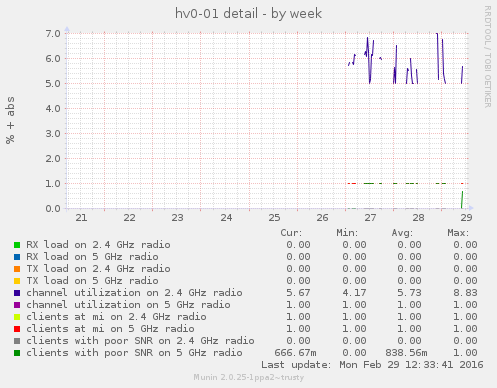 hv0-01 detail - by week
RRDTOOL / TOBI OETIKER
% + abs
7.0
6.0
5.0
4.0
3.0
2.0
1.0
0.0
21 22 23 24 25 26 27 28 29
Cur: Min: Avg: Max:
RX load on 2.4 GHz radio 0.00 0.00 0.00 0.00
RX load on 5 GHz radio 0.00 0.00 0.00 0.00
TX load on 2.4 GHz radio 0.00 0.00 0.00 0.00
TX load on 5 GHz radio 0.00 0.00 0.00 0.00
channel utilization on 2.4 GHz radio 5.67 4.17 5.73 8.83
channel utilization on 5 GHz radio 1.00 1.00 1.00 1.00
clients at mi on 2.4 GHz radio 1.00 1.00 1.00 1.00
clients at mi on 5 GHz radio 1.00 1.00 1.00 1.00
clients with poor SNR on 2.4 GHz radio 0.00 0.00 0.00 0.00
clients with poor SNR on 5 GHz radio 666.67m 0.00 838.56m 1.00
Last update: Mon Feb 29 12:33:41 2016
Munin 2.0.25-1ppa2~trusty